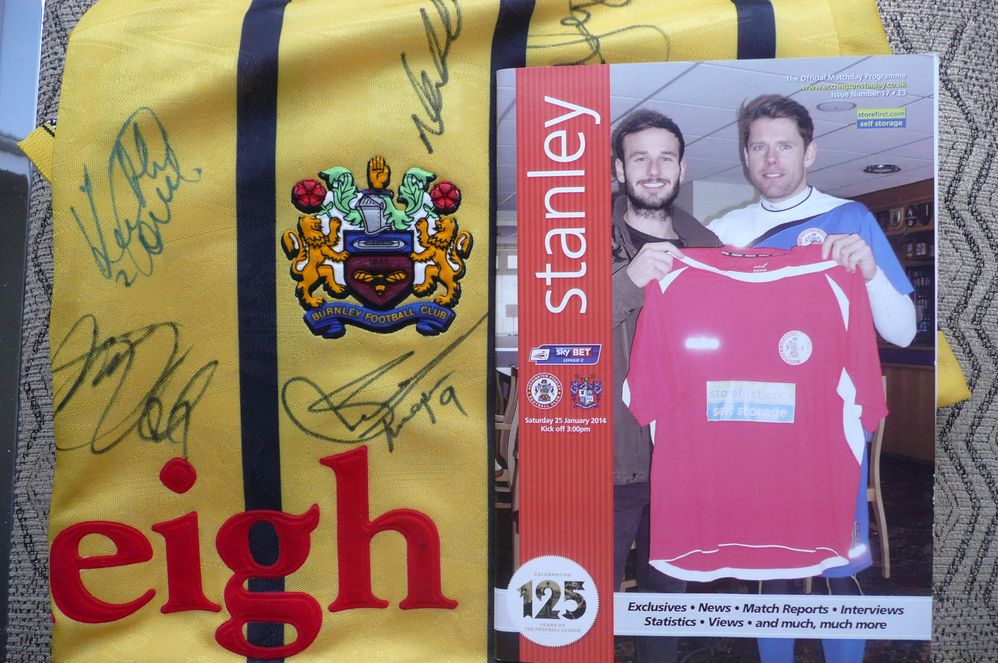 BURNLEY FOOTBALL CLUB
eigh
The Official Matchday Programme
www.accringtonstanley.co.uk
Issue Number 17 • £3
storefirst.com
self storage
stanley
sky BET
LEAGUE 2
Saturday 25 January 2014
Kick off 3:00pm
storefirst.com
self storage
CELEBRATING
125
YEARS OF
THE FOOTBALL LEAGUE
Exclusives • News • Match Reports • Interviews
Statistics • Views • and much, much more